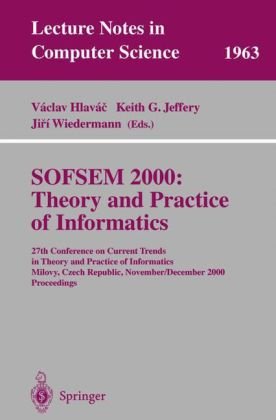 Lecture Notes in
Computer Science 1963
Václav Hlaváč Keith G. Jeffery
Jiří Wiedermann (Eds.)
SOFSEM 2000:
Theory and Practice
of Informatics
27th Conference on Current Trends
in Theory and Practice of Informatics
Milovy, Czech Republic, November/December 2000
Proceedings
Springer